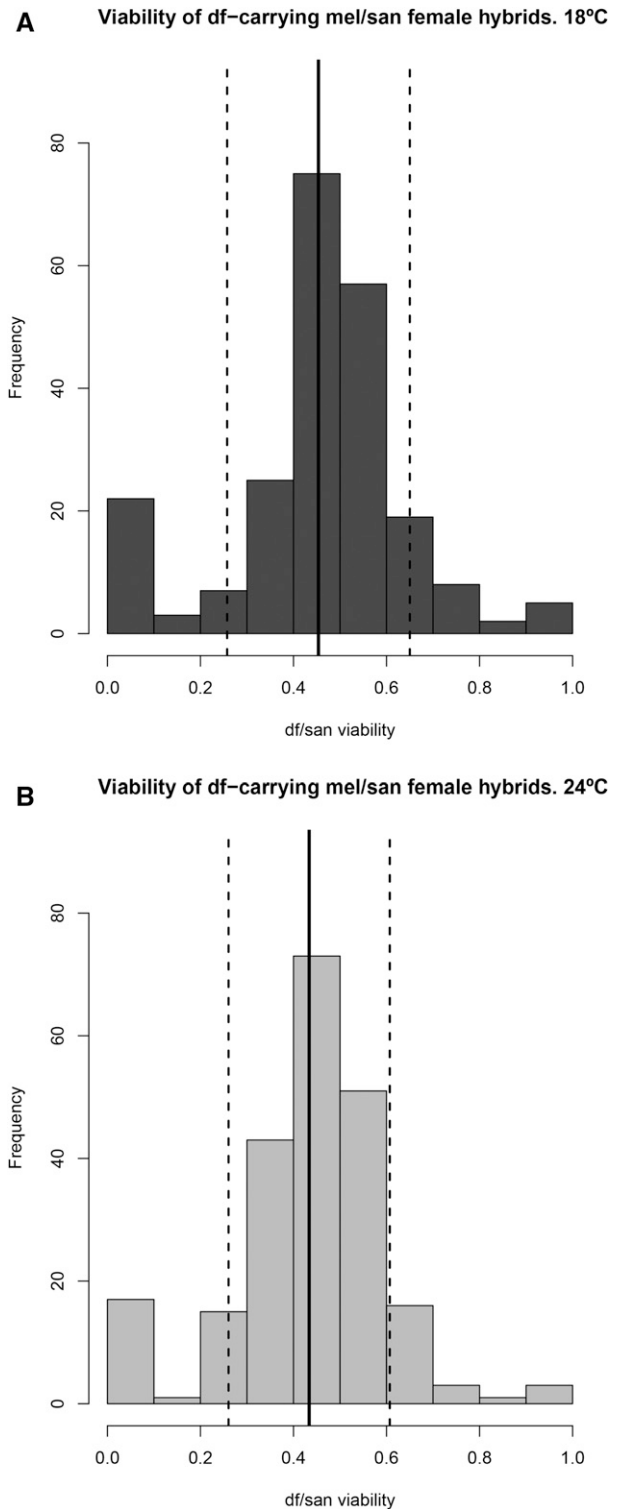 A
Viability of df−carrying mel/san female hybrids. 18ºC
Frequency
80
60
40
20
0
0.0 0.2 0.4 0.6 0.8 1.0
df/san viability
B
Viability of df−carrying mel/san female hybrids. 24ºC
Frequency
80
60
40
20
0
0.0 0.2 0.4 0.6 0.8 1.0
df/san viability